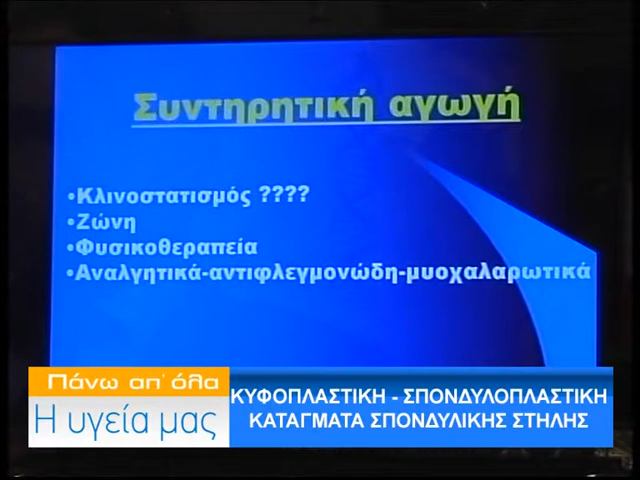 Συντηρητική αγωγή
•Κλινοστατισμός ????
•Ζώνη
•Φυσικοθεραπεία
•Αναλγητικά-αντιφλεγμονώδη-μυοχαλαρωτικά
Πάνω απ' όλα
Η υγεία μας
ΚΥΦΟΠΛΑΣΤΙΚΗ - ΣΠΟΝΔΥΛΟΠΛΑΣΤΙΚΗ
ΚΑΤΑΓΜΑΤΑ ΣΠΟΝΔΥΛΙΚΗΣ ΣΤΗΛΗΣ